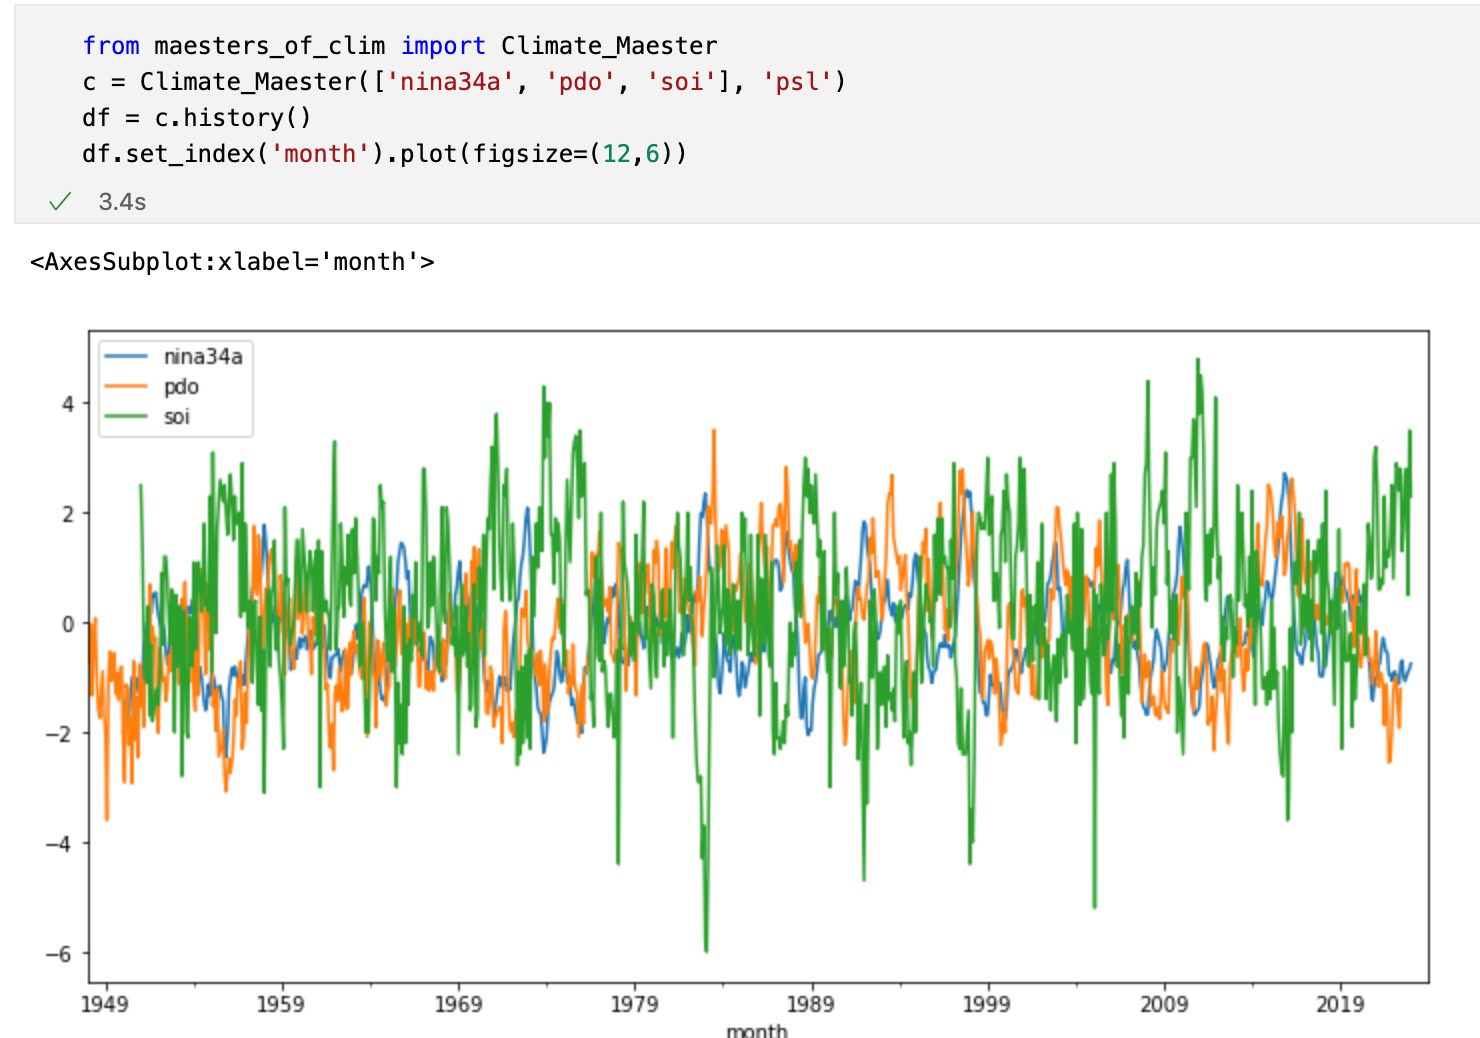 from maesters_of_clim import Climate_Maester
c = Climate_Maester(['nina34a', 'pdo', 'soi'], 'psl')
df = c.history()
df.set_index('month').plot(figsize=(12,6))
✓ 3.4s
<AxesSubplot:xlabel='month'>
nina34a
pdo
soi
4
2
0
−2
−4
−6
1949 1959 1969 1979 1989 1999 2009 2019
month